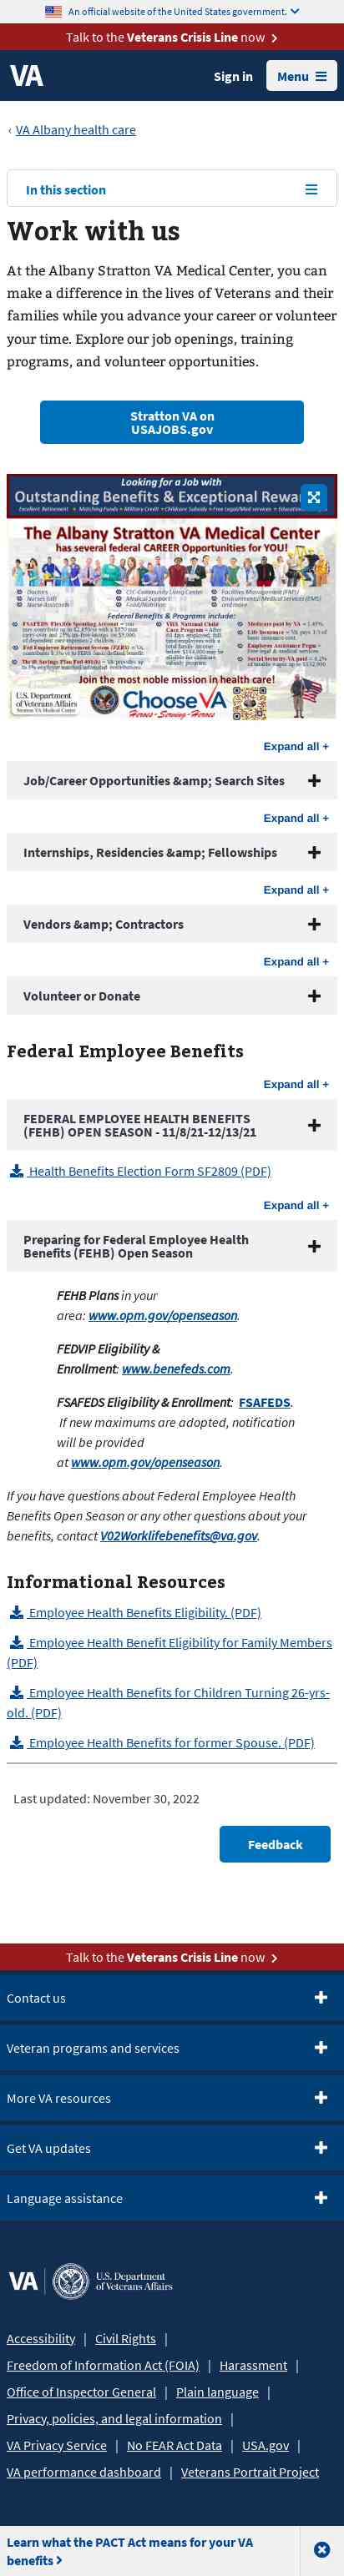 An official website of the United States government.
Talk to the Veterans Crisis Line now
VA
Sign in
Menu
‹ VA Albany health care
In this section
Work with us
At the Albany Stratton VA Medical Center, you can
make a difference in the lives of Veterans and their
families while you advance your career or volunteer
your time. Explore our job openings, training
programs, and volunteer opportunities.
Stratton VA on
USAJOBS.gov
Looking for a Job with
Outstanding Benefits & Exceptional
The Albany Stratton VA Medical Center
has several federal CAREER Opportunities for YOU!
Federal Benefits & Programs include:
Join the most noble mission in health care!
U.S. Department
of Veterans Affairs
ChooseVA
Heroes - Serving - Heroes
Expand all +
Job/Career Opportunities &amp; Search Sites
Expand all +
Internships, Residencies &amp; Fellowships
Expand all +
Vendors &amp; Contractors
Expand all +
Volunteer or Donate
Federal Employee Benefits
Expand all +
FEDERAL EMPLOYEE HEALTH BENEFITS
(FEHB) OPEN SEASON - 11/8/21-12/13/21
Health Benefits Election Form SF2809 (PDF)
Expand all +
Preparing for Federal Employee Health
Benefits (FEHB) Open Season
FEHB Plans in your
area: www.opm.gov/openseason.
FEDVIP Eligibility &
Enrollment: www.benefeds.com.
FSAFEDS Eligibility & Enrollment: FSAFEDS.
If new maximums are adopted, notification
will be provided
at www.opm.gov/openseason.
If you have questions about Federal Employee Health
Benefits Open Season or any other questions about your
benefits, contact V02Worklifebenefits@va.gov.
Informational Resources
Employee Health Benefits Eligibility. (PDF)
Employee Health Benefit Eligibility for Family Members
(PDF)
Employee Health Benefits for Children Turning 26-yrs-
old. (PDF)
Employee Health Benefits for former Spouse. (PDF)
Last updated: November 30, 2022
Feedback
Talk to the Veterans Crisis Line now
Contact us
Veteran programs and services
More VA resources
Get VA updates
Language assistance
VA
U.S. Department
of Veterans Affairs
Accessibility | Civil Rights |
Freedom of Information Act (FOIA) | Harassment |
Office of Inspector General | Plain language |
Privacy, policies, and legal information |
VA Privacy Service | No FEAR Act Data | USA.gov |
VA performance dashboard | Veterans Portrait Project
Learn what the PACT Act means for your VA
benefits